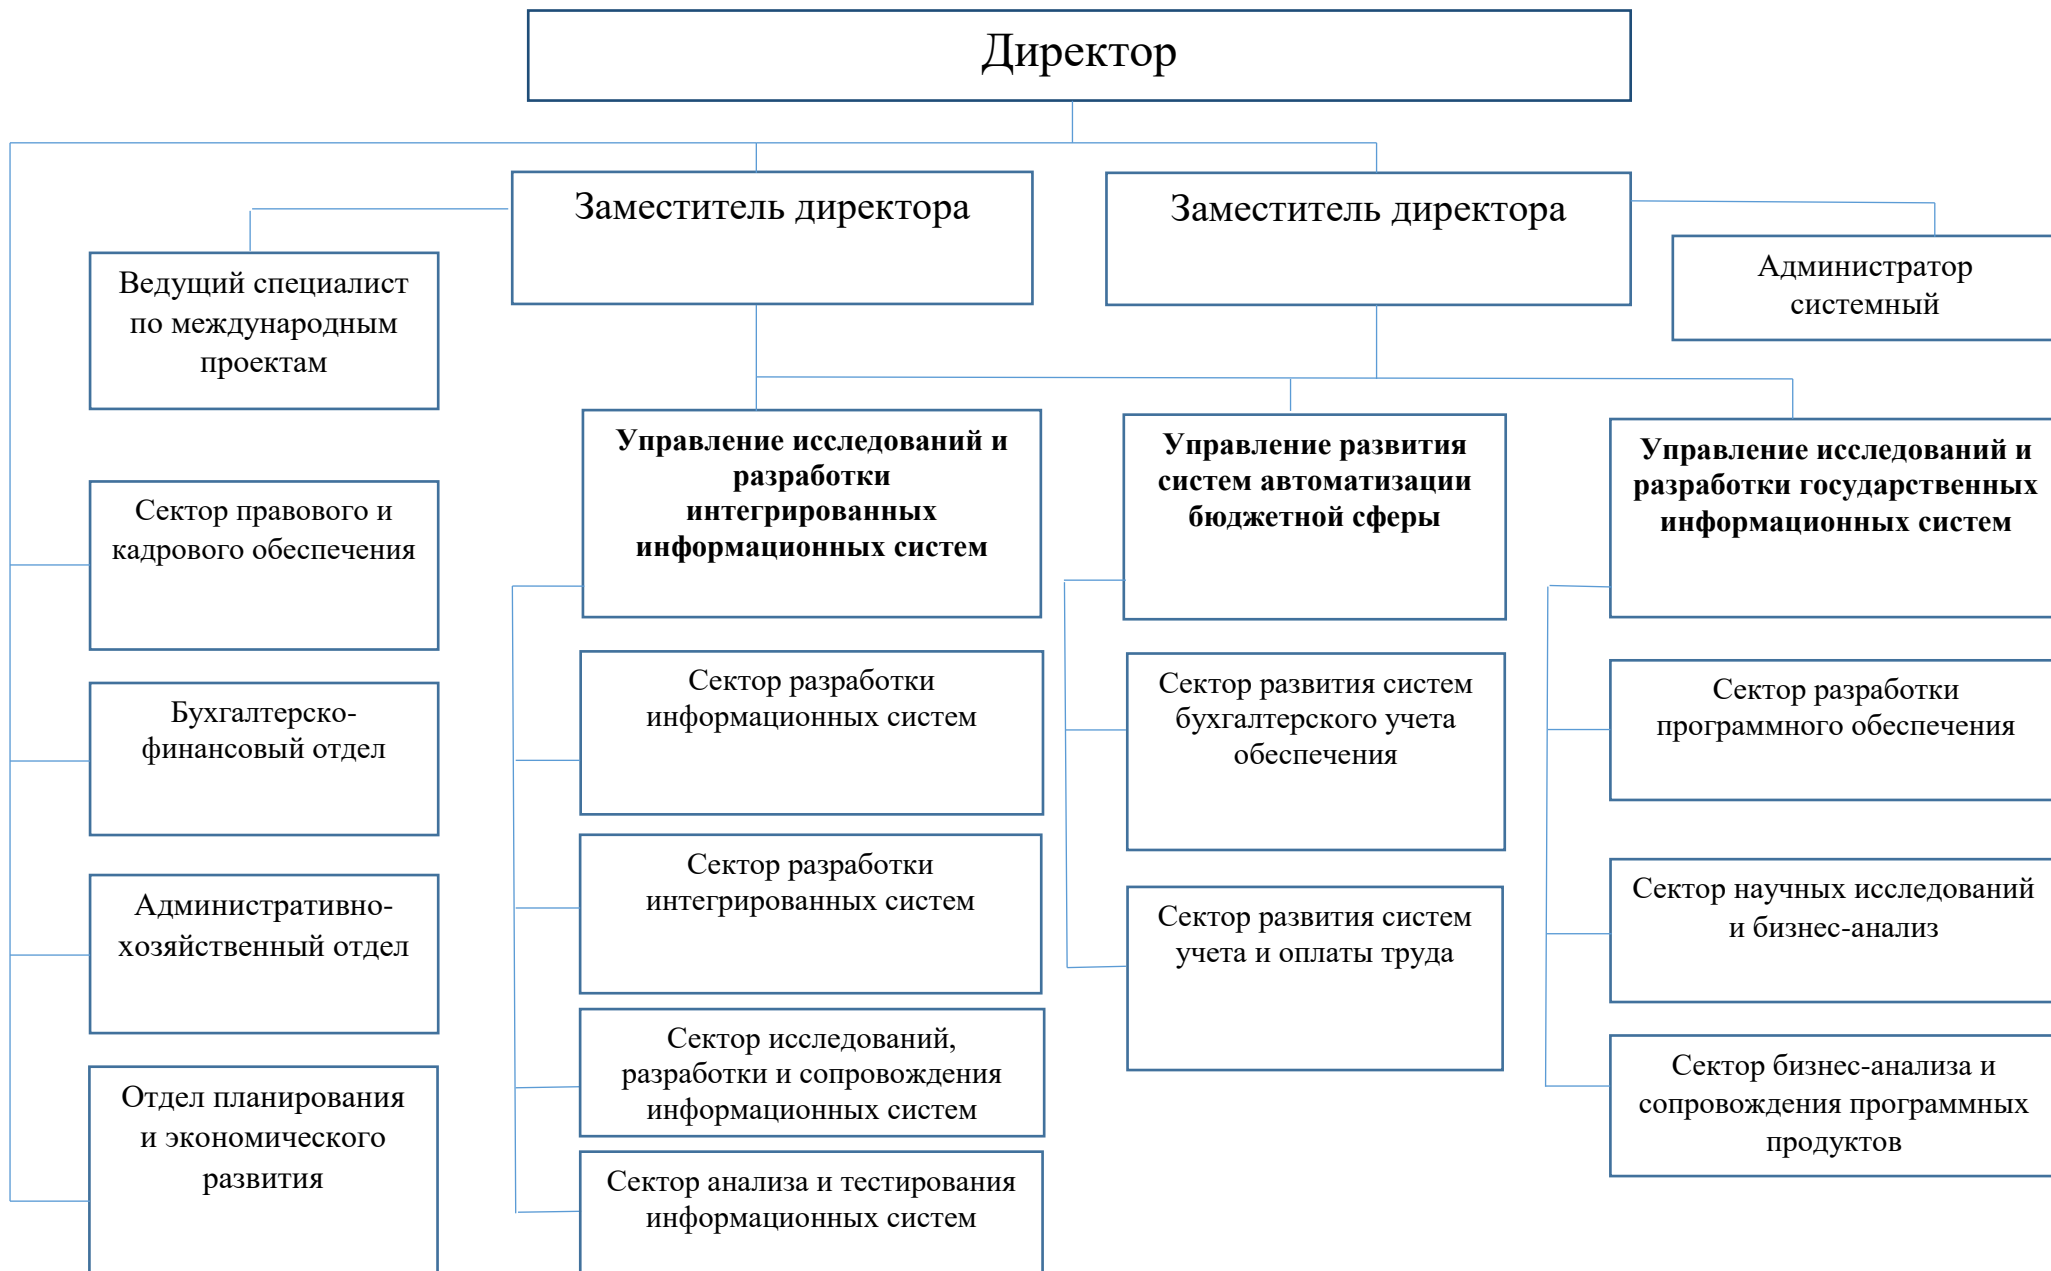 Директор
Заместитель директора
Заместитель директора
Администратор
системный
Ведущий специалист
по международным
проектам
Сектор правового и
кадрового обеспечения
Бухгалтерско-
финансовый отдел
Административно-
хозяйственный отдел
Отдел планирования
и экономического
развития
Управление исследований и
разработки
интегрированных
информационных систем
Сектор разработки
информационных систем
Сектор разработки
интегрированных систем
Сектор исследований,
разработки и сопровождения
информационных систем
Сектор анализа и тестирования
информационных систем
Управление развития
систем автоматизации
бюджетной сферы
Сектор развития систем
бухгалтерского учета
обеспечения
Сектор развития систем
учета и оплаты труда
Управление исследований и
разработки государственных
информационных систем
Сектор разработки
программного обеспечения
Сектор научных исследований
и бизнес-анализ
Сектор бизнес-анализа и
сопровождения программных
продуктов